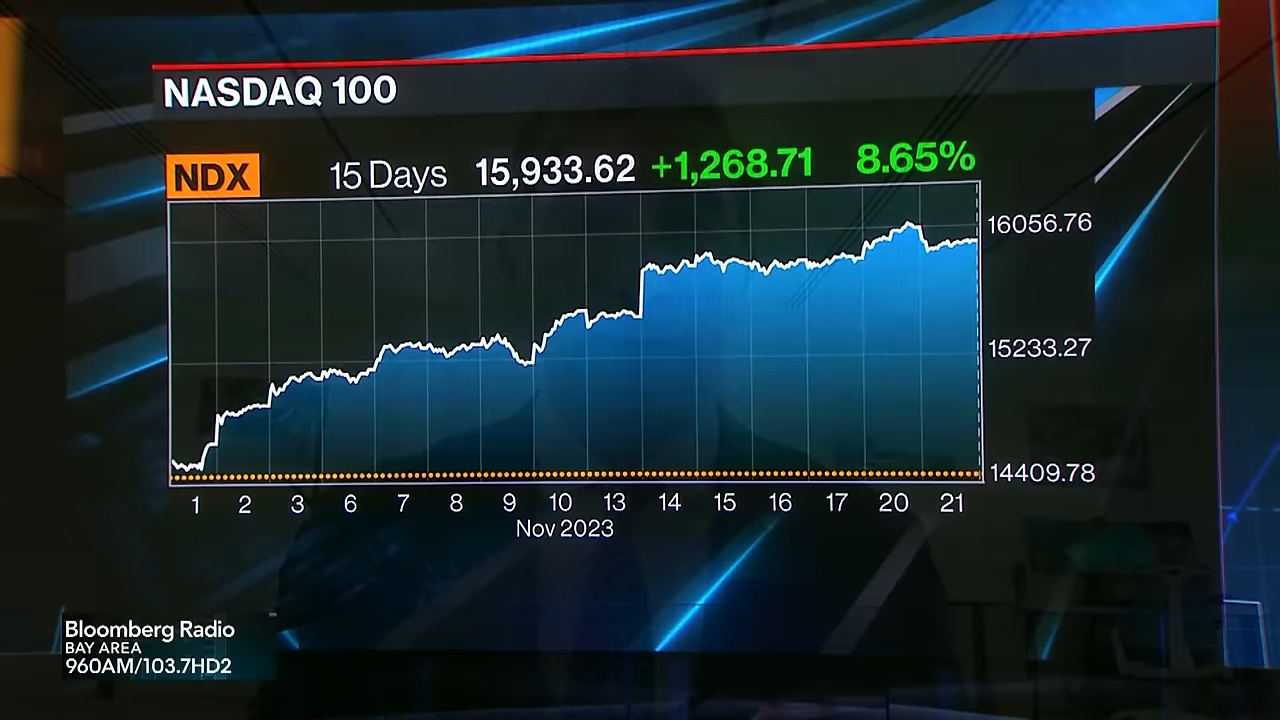 NASDAQ 100
NDX 15 Days 15,933.62 +1,268.71 8.65%
16056.76
15233.27
14409.78
1 2 3 6 7 8 9 10 13 14 15 16 17 20 21
Nov 2023
Bloomberg Radio
BAY AREA
960AM/103.7HD2